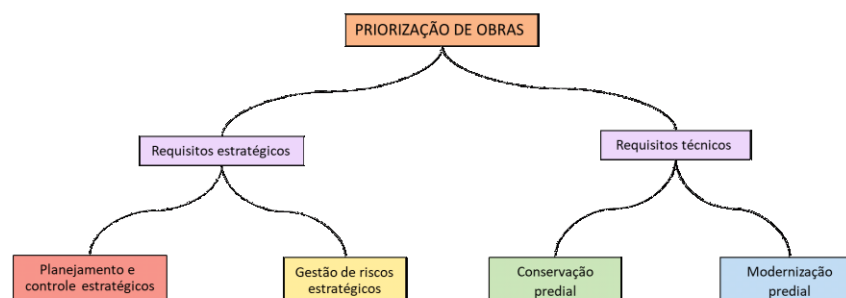 PRIORIZAÇÃO DE OBRAS
Requisitos estratégicos
Requisitos técnicos
Planejamento e
controle estratégicos
Gestão de riscos
estratégicos
Conservação
predial
Modernização
predial